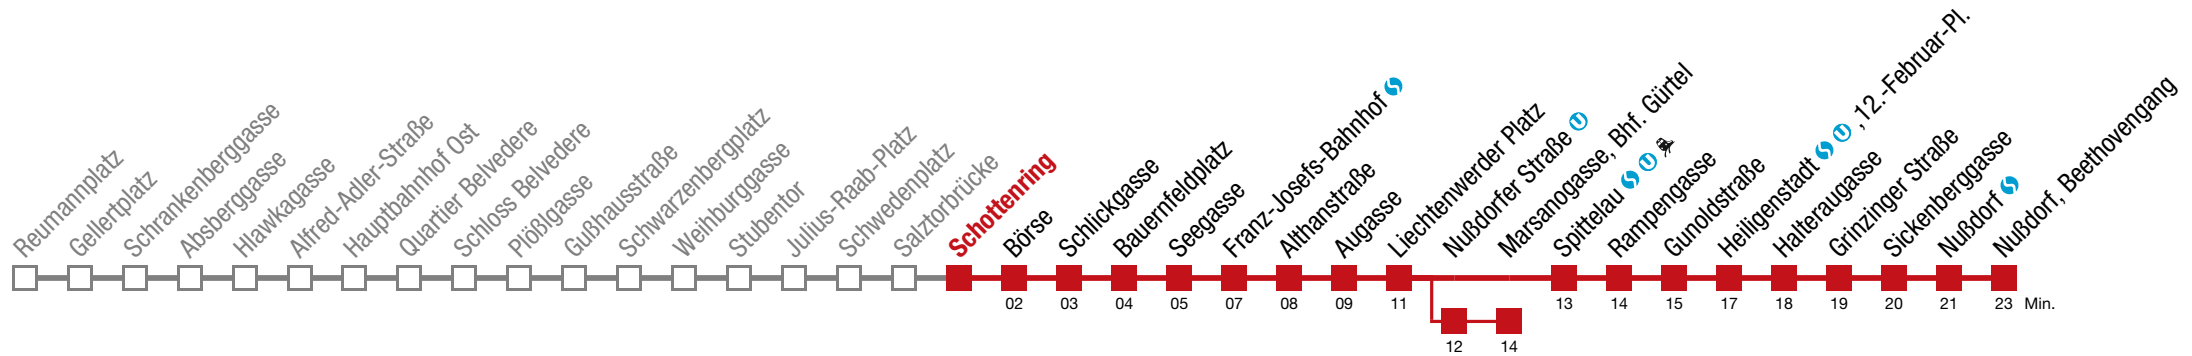 Reumannplatz
Gellertplatz
Schrankenberggasse
Absberggasse
Hlawkagasse
Alfred-Adler-Straße
Hauptbahnhof Ost
Quartier Belvedere
Schloss Belvedere
Plößlgasse
Gußhausstraße
Schwarzenbergplatz
Weihburggasse
Stubentor
Julius-Raab-Platz
Schwedenplatz
Salztorbrücke
Schottenring
Börse
Schlickgasse
Bauernfeldplatz
Seegasse
Franz-Josefs-Bahnhof S
Althanstraße
Augasse
Liechtenwerder Platz
Nußdorfer Straße U
Marsanogasse, Bhf. Gürtel
Spittelau S U
Rampengasse
Gunoldstraße
Heiligenstadt S U ,12.-Februar-Pl.
Halteraugasse
Grinzinger Straße
Sickenberggasse
Nußdorf S
Nußdorf, Beethovengang
02 03 04 05 07 08 09 11 13 14 15 17 18 19 20 21 23 Min.
12 14